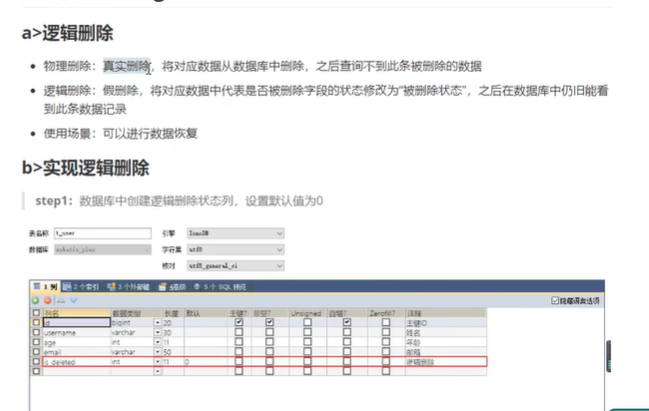 a>逻辑删除
物理删除：真实删除，将对应数据从数据库中删除，之后查询不到此条被删除的数据
逻辑删除：假删除，将对应数据中代表是否被删除字段的状态修改为“被删除状态”，之后在数据库中仍旧能看
到此条数据记录
使用场景：可以进行数据恢复
b>实现逻辑删除
step1：数据库中创建逻辑删除状态列，设置默认值为0
表名称 t_user 引擎 InnoDB
数据库 mybatis_plus 字符集 utf8
核对 utf8_general_ci
1 列 2 个索引 3 个外部键 5 个 SQL 预览
隐藏语言选项
列名 数据类型 长度 默认 主键? 非空? Unsigned 自增? Zerofill? 注释
id bigint 20 主键ID
username varchar 30 姓名
age int 11 年龄
email varchar 50 邮箱
is_deleted int 11 0 逻辑删除